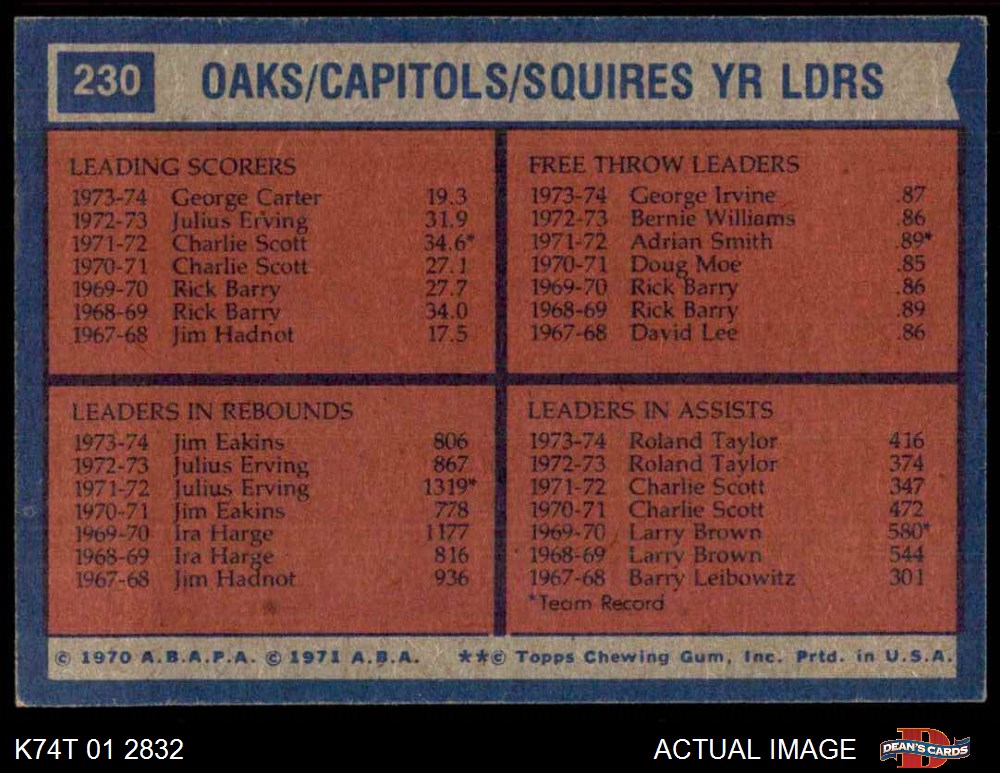 230 OAKS/CAPITOLS/SQUIRES YR LDRS
LEADING SCORERS
1973-74 George Carter 19.3
1972-73 Julius Erving 31.9
1971-72 Charlie Scott 34.6*
1970-71 Charlie Scott 27.1
1969-70 Rick Barry 27.7
1968-69 Rick Barry 34.0
1967-68 Jim Hadnot 17.5
FREE THROW LEADERS
1973-74 George Irvine .87
1972-73 Bernie Williams .86
1971-72 Adrian Smith .89*
1970-71 Doug Moe .85
1969-70 Rick Barry .86
1968-69 Rick Barry .89
1967-68 David Lee .86
LEADERS IN REBOUNDS
1973-74 Jim Eakins 806
1972-73 Julius Erving 867
1971-72 Julius Erving 1319*
1970-71 Jim Eakins 778
1969-70 Ira Harge 1177
1968-69 Ira Harge 816
1967-68 Jim Hadnot 936
LEADERS IN ASSISTS
1973-74 Roland Taylor 416
1972-73 Roland Taylor 374
1971-72 Charlie Scott 347
1970-71 Charlie Scott 472
1969-70 Larry Brown 580*
1968-69 Larry Brown 544
1967-68 Barry Leibowitz 301
*Team Record
© 1970 A.B.A.P.A. © 1971 A.B.A. **© Topps Chewing Gum, Inc. Prtd. in U.S.A.
K74T 01 2832 ACTUAL IMAGE D DEAN'S CARDS